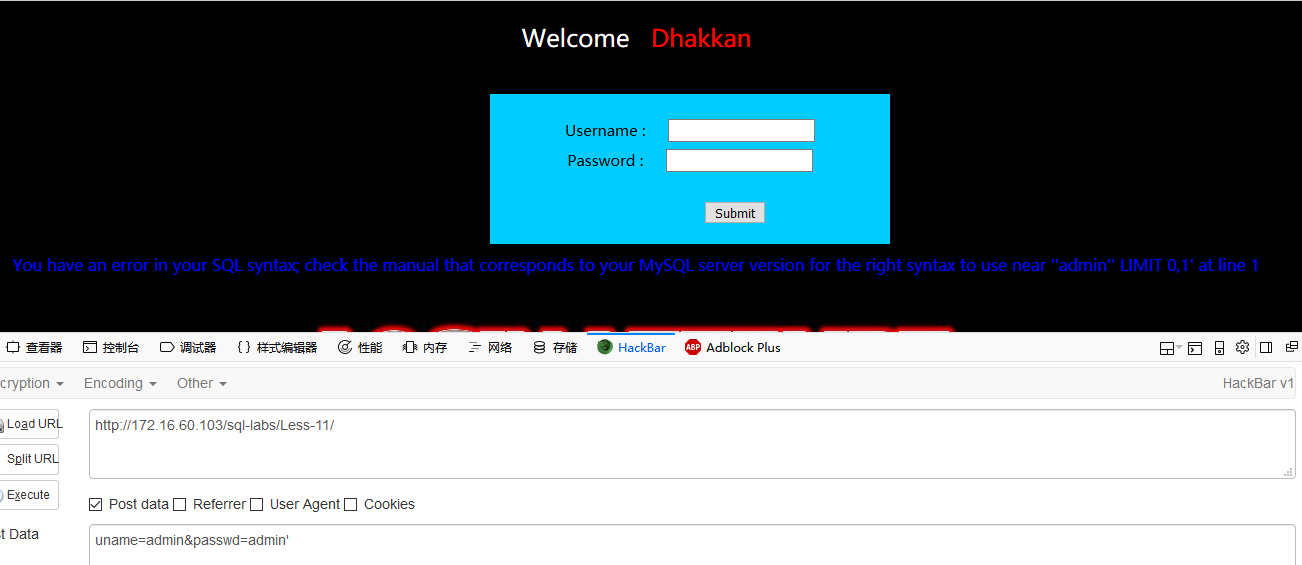 Welcome Dhakkan
Username :
Password :
Submit
You have an error in your SQL syntax; check the manual that corresponds to your MySQL server version for the right syntax to use near ''admin'' LIMIT 0,1' at line 1
查看器 控制台 调试器 {} 样式编辑器 性能 内存 网络 存储 HackBar ABP Adblock Plus
cryption Encoding Other HackBar v1
Load URL
http://172.16.60.103/sql-labs/Less-11/
Split URL
Execute
Post data Referrer User Agent Cookies
t Data
uname=admin&passwd=admin'